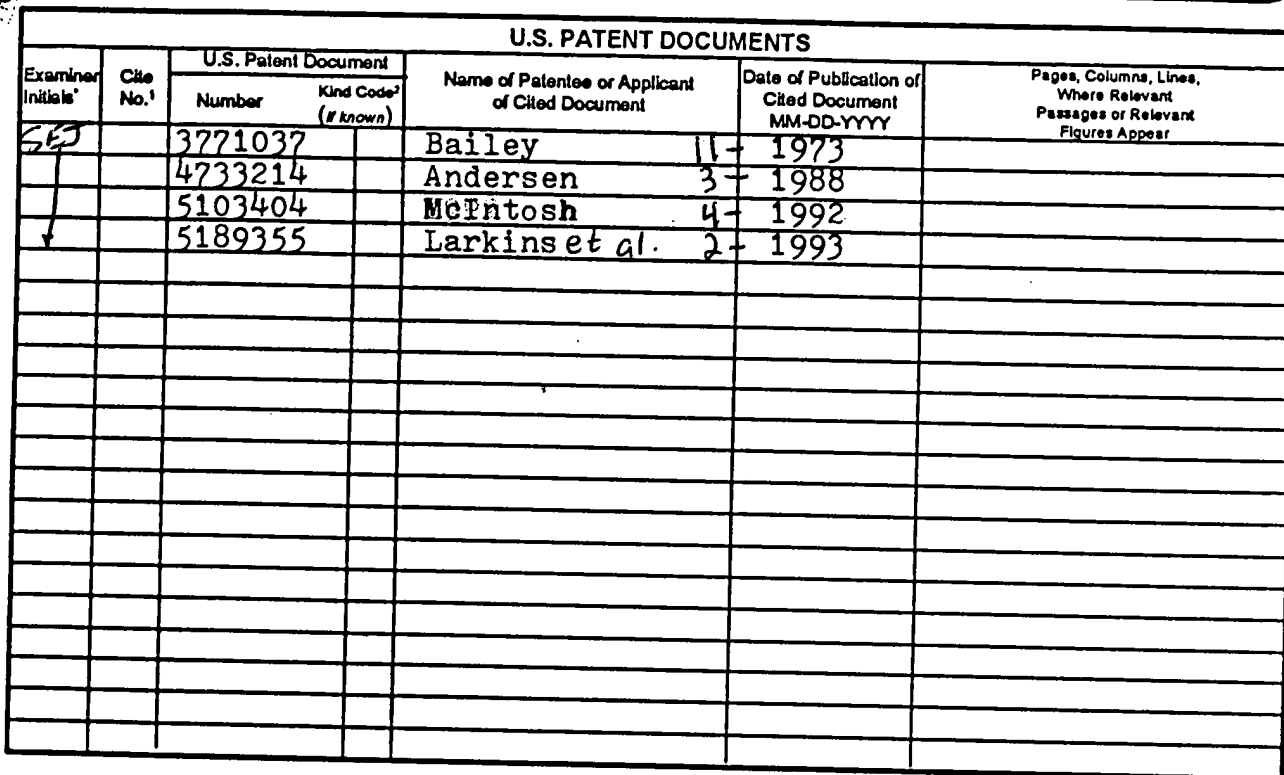 U.S. PATENT DOCUMENTS
Examiner Initials* Cite No.¹ U.S. Patent Document Number Kind Code² (if known) Name of Patentee or Applicant of Cited Document Date of Publication of Cited Document MM-DD-YYYY Pages, Columns, Lines, Where Relevant Passages or Relevant Figures Appear
SEJ 3771037 Bailey 11- 1973
4733214 Andersen 3- 1988
5103404 McIntosh 4- 1992
5189355 Larkins et al. 2- 1993